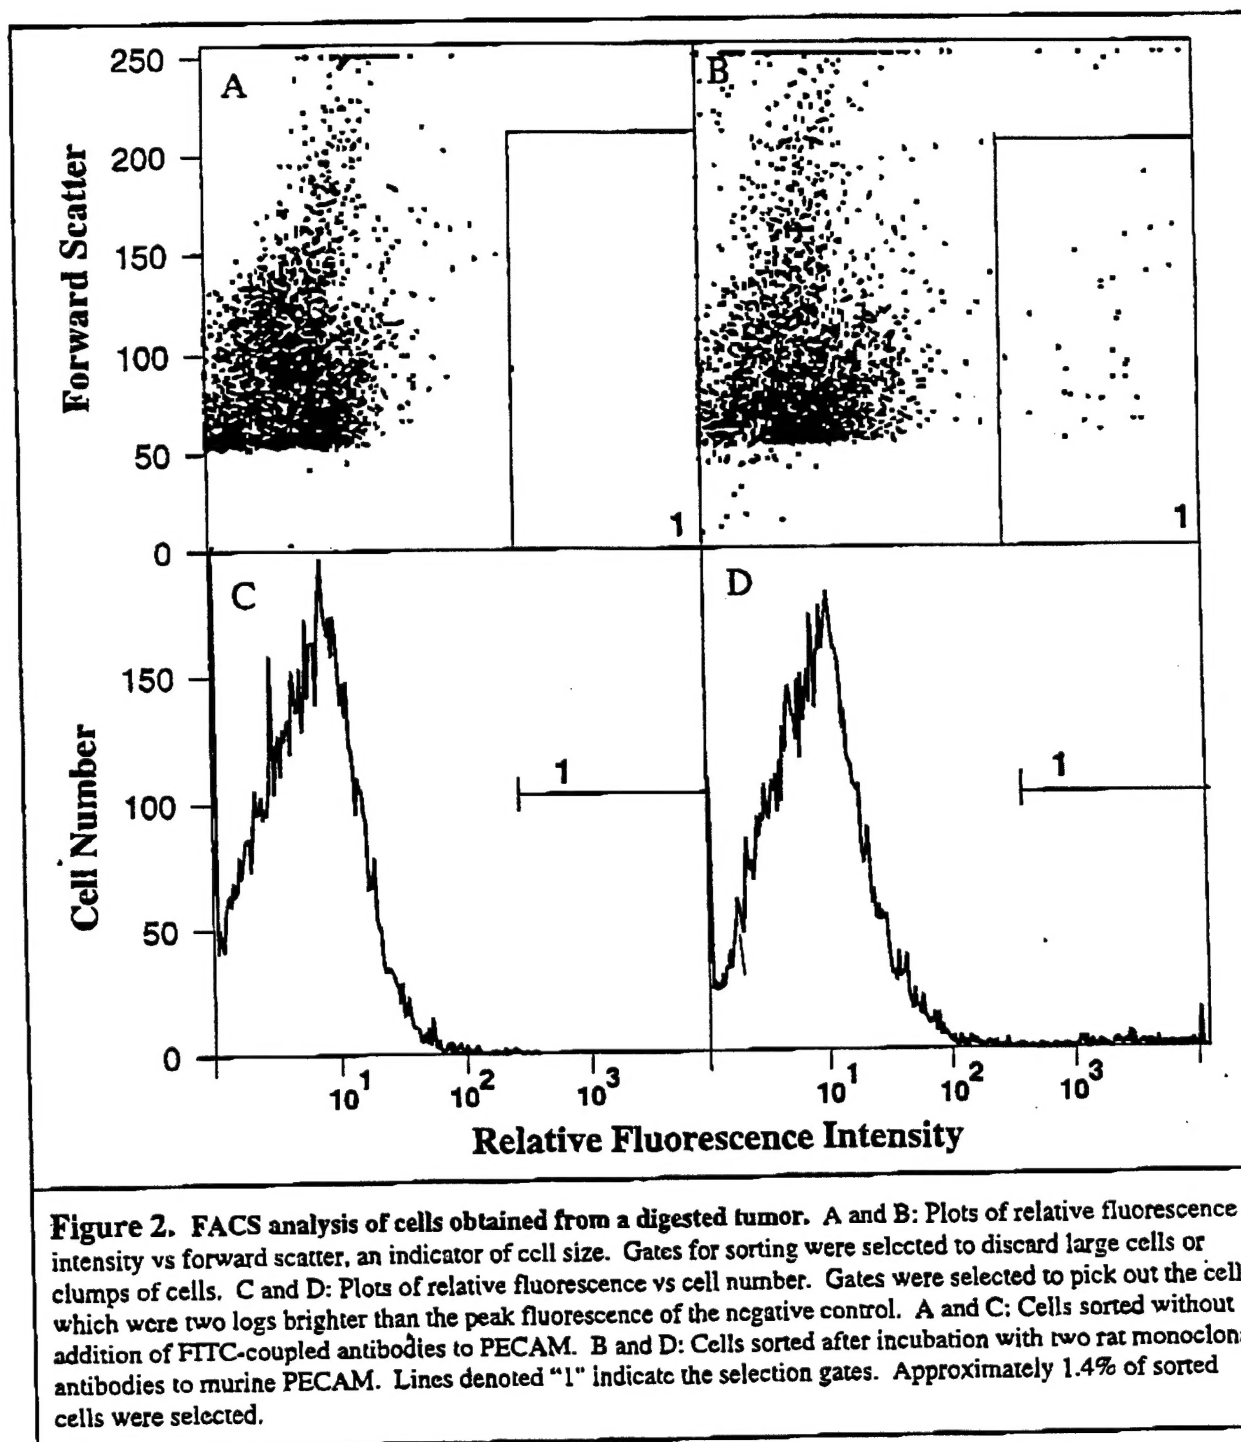 A
B
250
200
150
100
50
0
Forward Scatter
1
1
C
D
150
100
50
0
Cell Number
1
1
10^1
10^2
10^3
10^1
10^2
10^3
Relative Fluorescence Intensity
Figure 2. FACS analysis of cells obtained from a digested tumor. A and B: Plots of relative fluorescence
intensity vs forward scatter, an indicator of cell size. Gates for sorting were selected to discard large cells or
clumps of cells. C and D: Plots of relative fluorescence vs cell number. Gates were selected to pick out the cell
which were two logs brighter than the peak fluorescence of the negative control. A and C: Cells sorted without
addition of FITC-coupled antibodies to PECAM. B and D: Cells sorted after incubation with two rat monoclona
antibodies to murine PECAM. Lines denoted "1" indicate the selection gates. Approximately 1.4% of sorted
cells were selected.